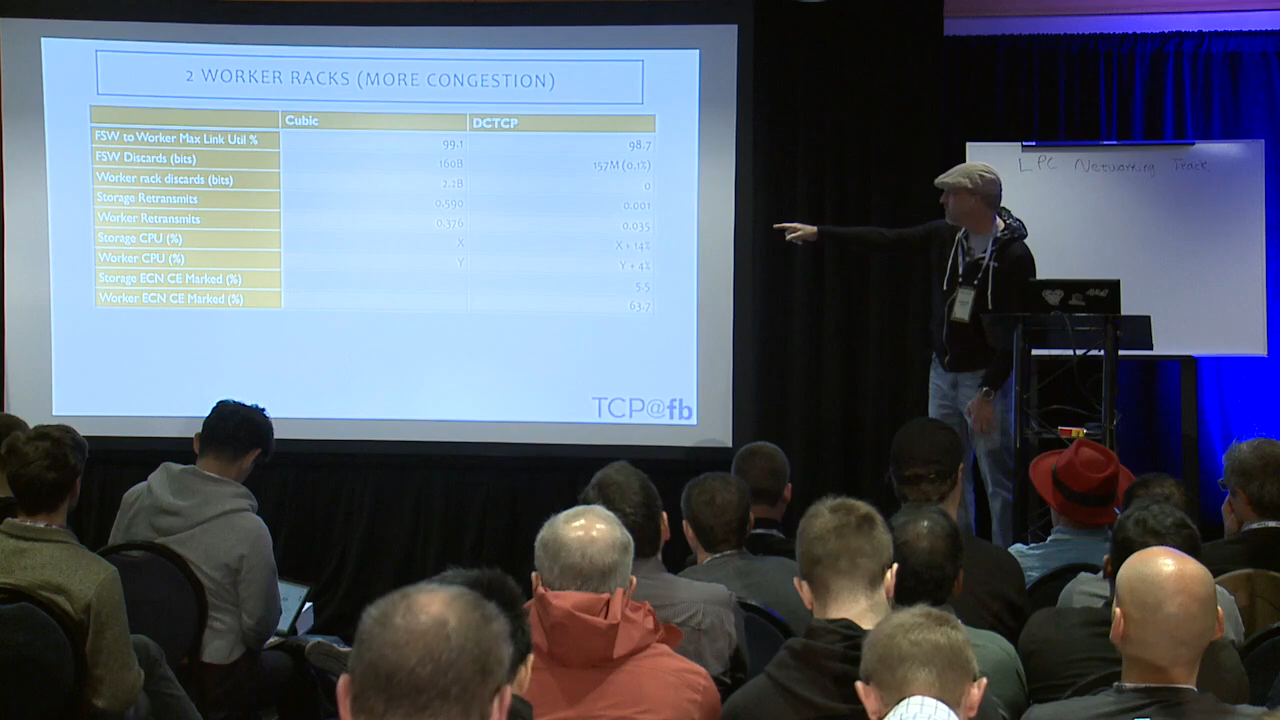 2 WORKER RACKS (MORE CONGESTION)
Cubic DCTCP
FSW to Worker Max Link Util % 99.1 98.7
FSW Discards (bits) 160B 157M (0.1%)
Worker rack discards (bits) 2.2B 0
Storage Retransmits 0.590 0.001
Worker Retransmits 0.376 0.035
Storage CPU (%) X X + 14%
Worker CPU (%) Y Y + 4%
Storage ECN CE Marked (%) 5.5
Worker ECN CE Marked (%) 63.7
TCP@fb
LPC Networking Track